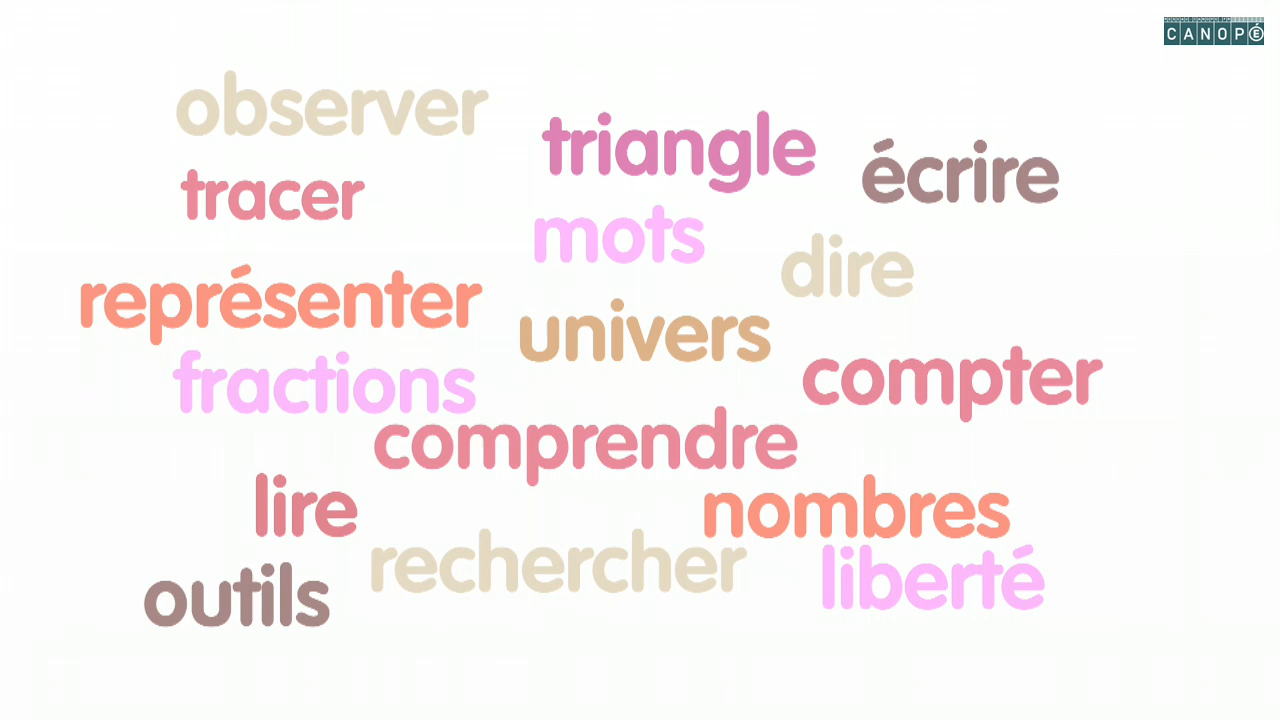 CANOPÉ
observer
triangle
écrire
tracer
mots
dire
représenter
univers
fractions
compter
comprendre
lire
nombres
rechercher
liberté
outils